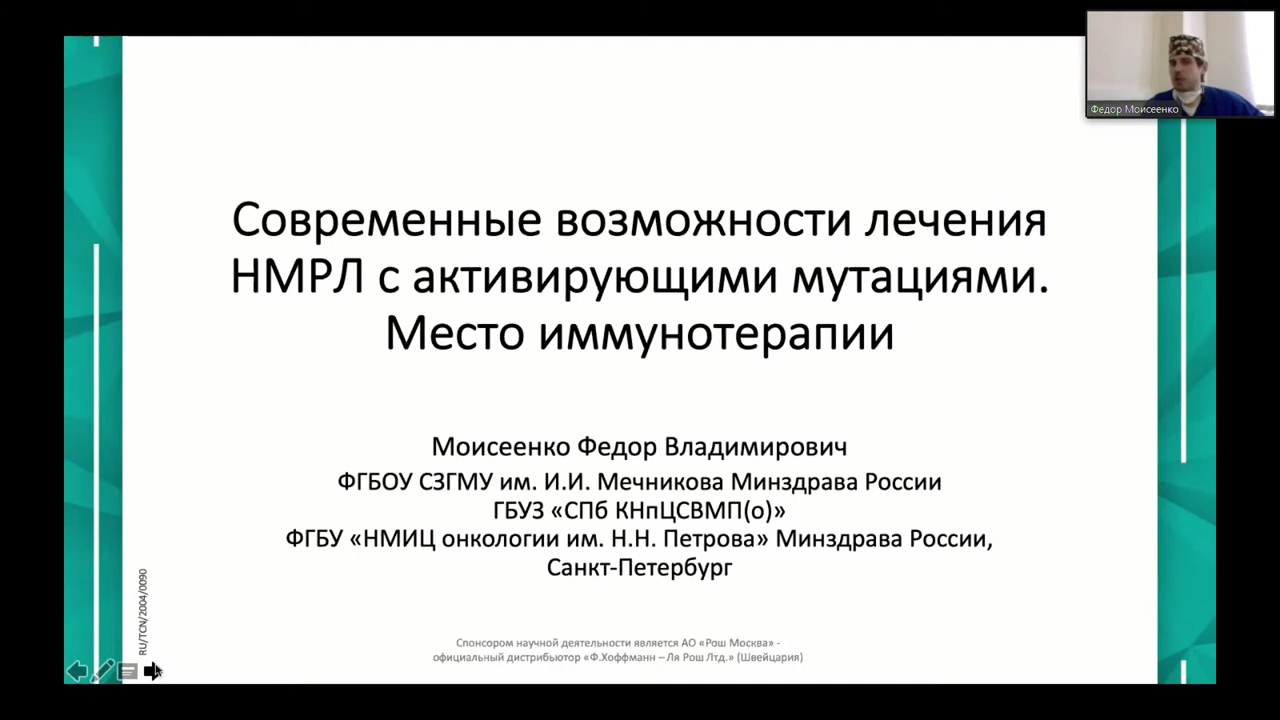 Федор Моисеенко
Современные возможности лечения
НМРЛ с активирующими мутациями.
Место иммунотерапии
Моисеенко Федор Владимирович
ФГБОУ СЗГМУ им. И.И. Мечникова Минздрава России
ГБУЗ «СПб КНпЦСВМП(о)»
ФГБУ «НМИЦ онкологии им. Н.Н. Петрова» Минздрава России,
Санкт-Петербург
RU/TCN/2004/0090
Спонсором научной деятельности является АО «Рош Москва» -
официальный дистрибьютор «Ф.Хоффманн – Ля Рош Лтд.» (Швейцария)